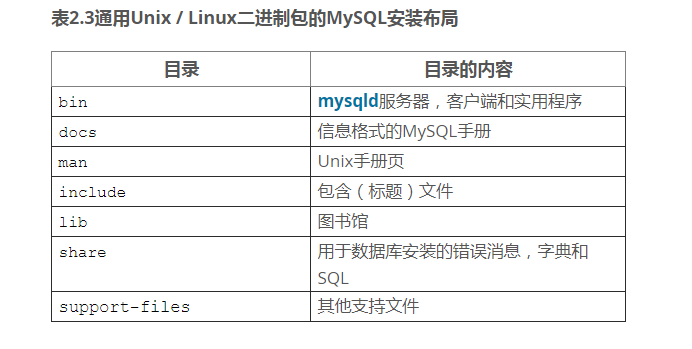 表2.3通用Unix / Linux二进制包的MySQL安装布局
目录 目录的内容
bin mysqld服务器，客户端和实用程序
docs 信息格式的MySQL手册
man Unix手册页
include 包含（标题）文件
lib 图书馆
share 用于数据库安装的错误消息，字典和
SQL
support-files 其他支持文件